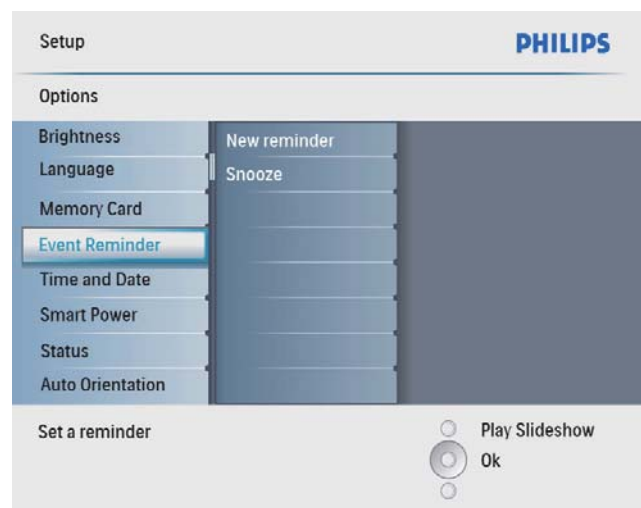 Setup
PHILIPS
Options
Brightness
Language
Memory Card
Event Reminder
Time and Date
Smart Power
Status
Auto Orientation
New reminder
Snooze
Set a reminder
Play Slideshow
Ok